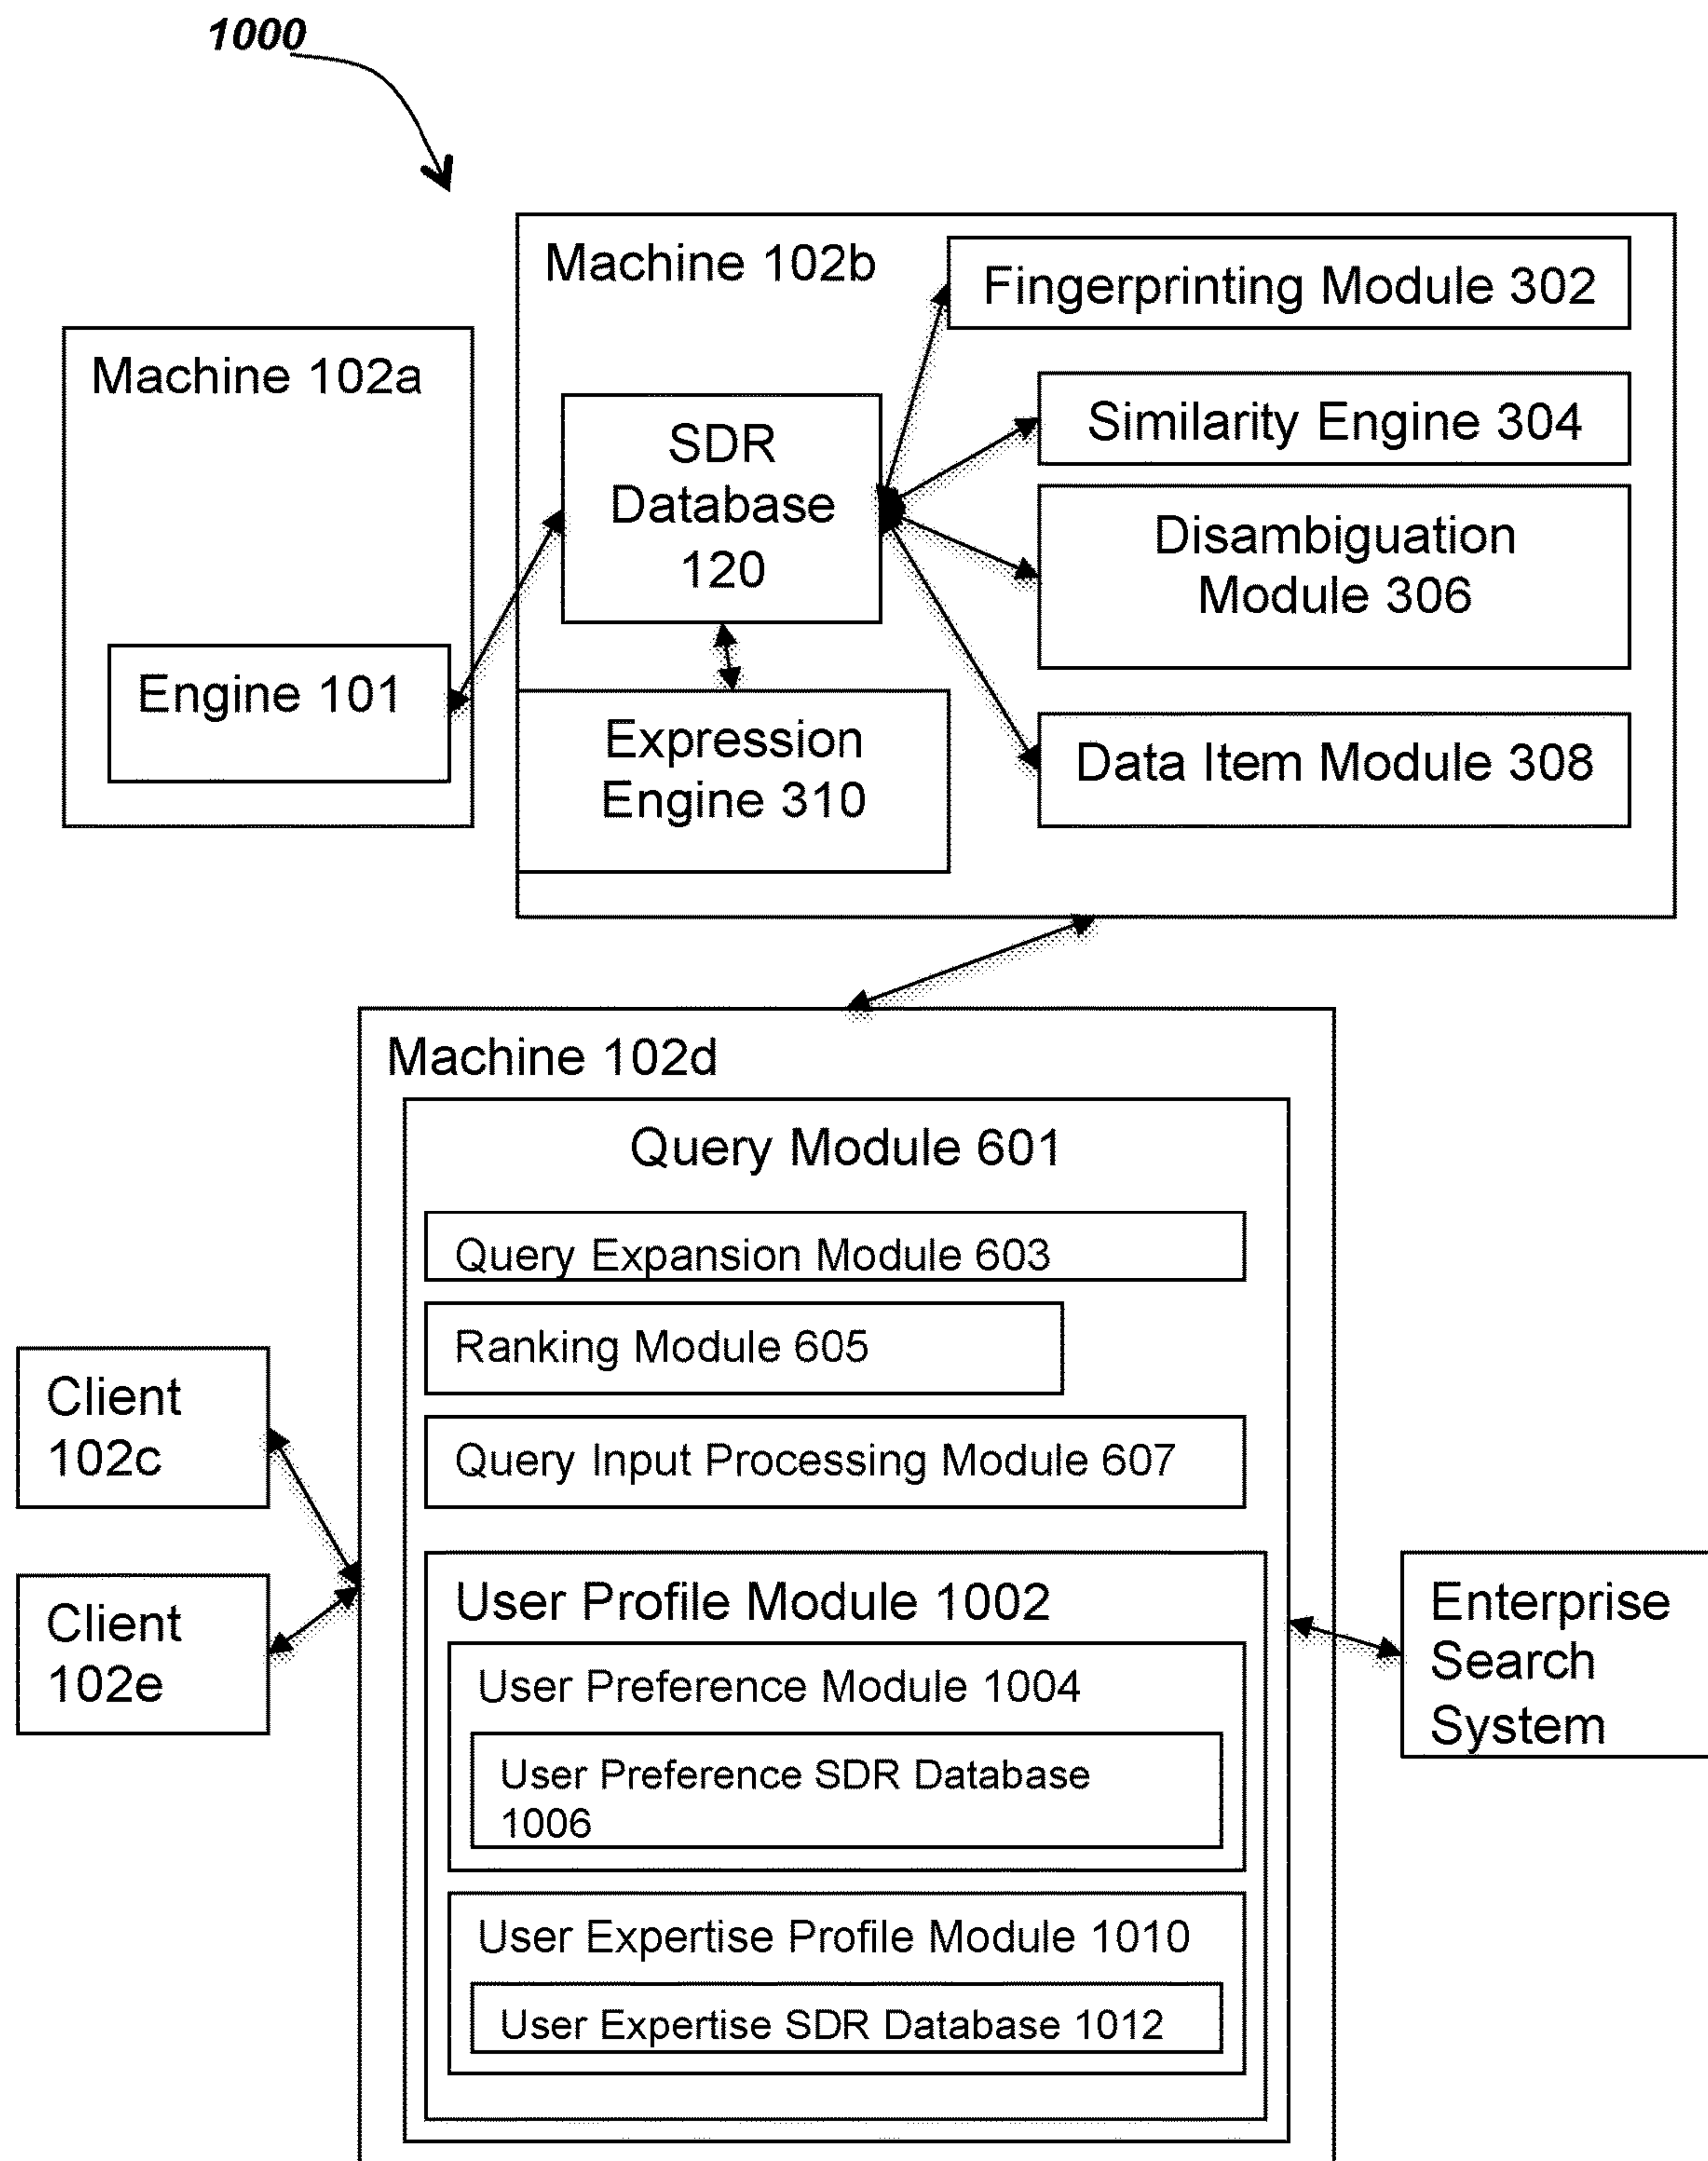 1000
Machine 102b
Fingerprinting Module 302
Machine 102a
Similarity Engine 304
SDR
Database
120
Disambiguation
Module 306
Engine 101
Expression
Engine 310
Data Item Module 308
Machine 102d
Query Module 601
Query Expansion Module 603
Ranking Module 605
Client
102c
Query Input Processing Module 607
Client
102e
User Profile Module 1002
User Preference Module 1004
User Preference SDR Database
1006
Enterprise
Search
System
User Expertise Profile Module 1010
User Expertise SDR Database 1012